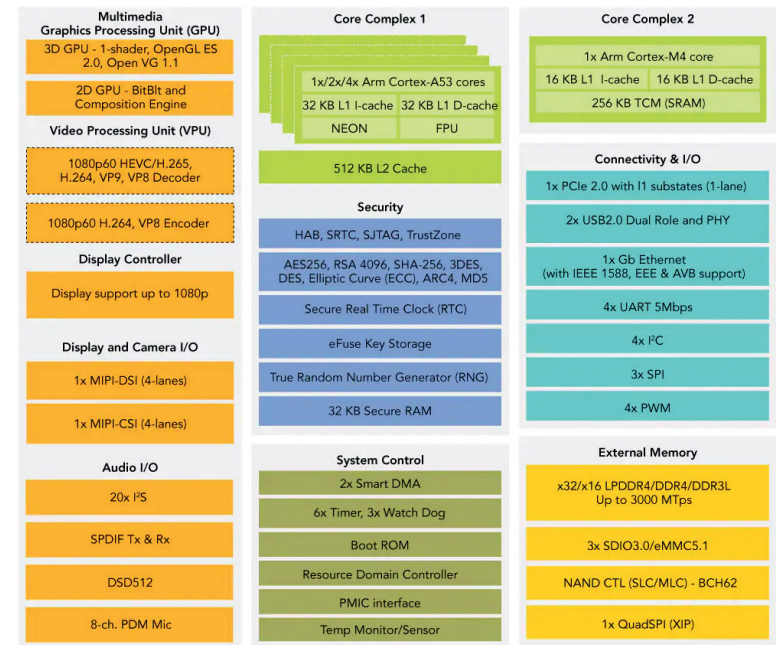 Multimedia
Graphics Processing Unit (GPU)
3D GPU - 1-shader, OpenGL ES
2.0, Open VG 1.1
2D GPU - BitBlt and
Composition Engine
Video Processing Unit (VPU)
1080p60 HEVC/H.265,
H.264, VP9, VP8 Decoder
1080p60 H.264, VP8 Encoder
Display Controller
Display support up to 1080p
Display and Camera I/O
1x MIPI-DSI (4-lanes)
1x MIPI-CSI (4-lanes)
Audio I/O
20x I²S
SPDIF Tx & Rx
DSD512
8-ch. PDM Mic
Core Complex 1
1x/2x/4x Arm Cortex-A53 cores
32 KB L1 I-cache
32 KB L1 D-cache
NEON
FPU
512 KB L2 Cache
Security
HAB, SRTC, SJTAG, TrustZone
AES256, RSA 4096, SHA-256, 3DES,
DES, Elliptic Curve (ECC), ARC4, MD5
Secure Real Time Clock (RTC)
eFuse Key Storage
True Random Number Generator (RNG)
32 KB Secure RAM
System Control
2x Smart DMA
6x Timer, 3x Watch Dog
Boot ROM
Resource Domain Controller
PMIC interface
Temp Monitor/Sensor
Core Complex 2
1x Arm Cortex-M4 core
16 KB L1 I-cache
16 KB L1 D-cache
256 KB TCM (SRAM)
Connectivity & I/O
1x PCIe 2.0 with l1 substates (1-lane)
2x USB2.0 Dual Role and PHY
1x Gb Ethernet
(with IEEE 1588, EEE & AVB support)
4x UART 5Mbps
4x I²C
3x SPI
4x PWM
External Memory
x32/x16 LPDDR4/DDR4/DDR3L
Up to 3000 MTps
3x SDIO3.0/eMMC5.1
NAND CTL (SLC/MLC) - BCH62
1x QuadSPI (XIP)